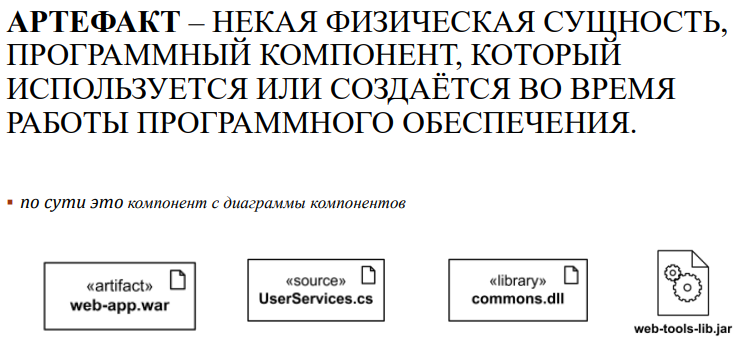 АРТЕФАКТ – НЕКАЯ ФИЗИЧЕСКАЯ СУЩНОСТЬ,
ПРОГРАММНЫЙ КОМПОНЕНТ, КОТОРЫЙ
ИСПОЛЬЗУЕТСЯ ИЛИ СОЗДАЁТСЯ ВО ВРЕМЯ
РАБОТЫ ПРОГРАММНОГО ОБЕСПЕЧЕНИЯ.
▪ по сути это компонент с диаграммы компонентов
«artifact»
web-app.war
«source»
UserServices.cs
«library»
commons.dll
web-tools-lib.jar